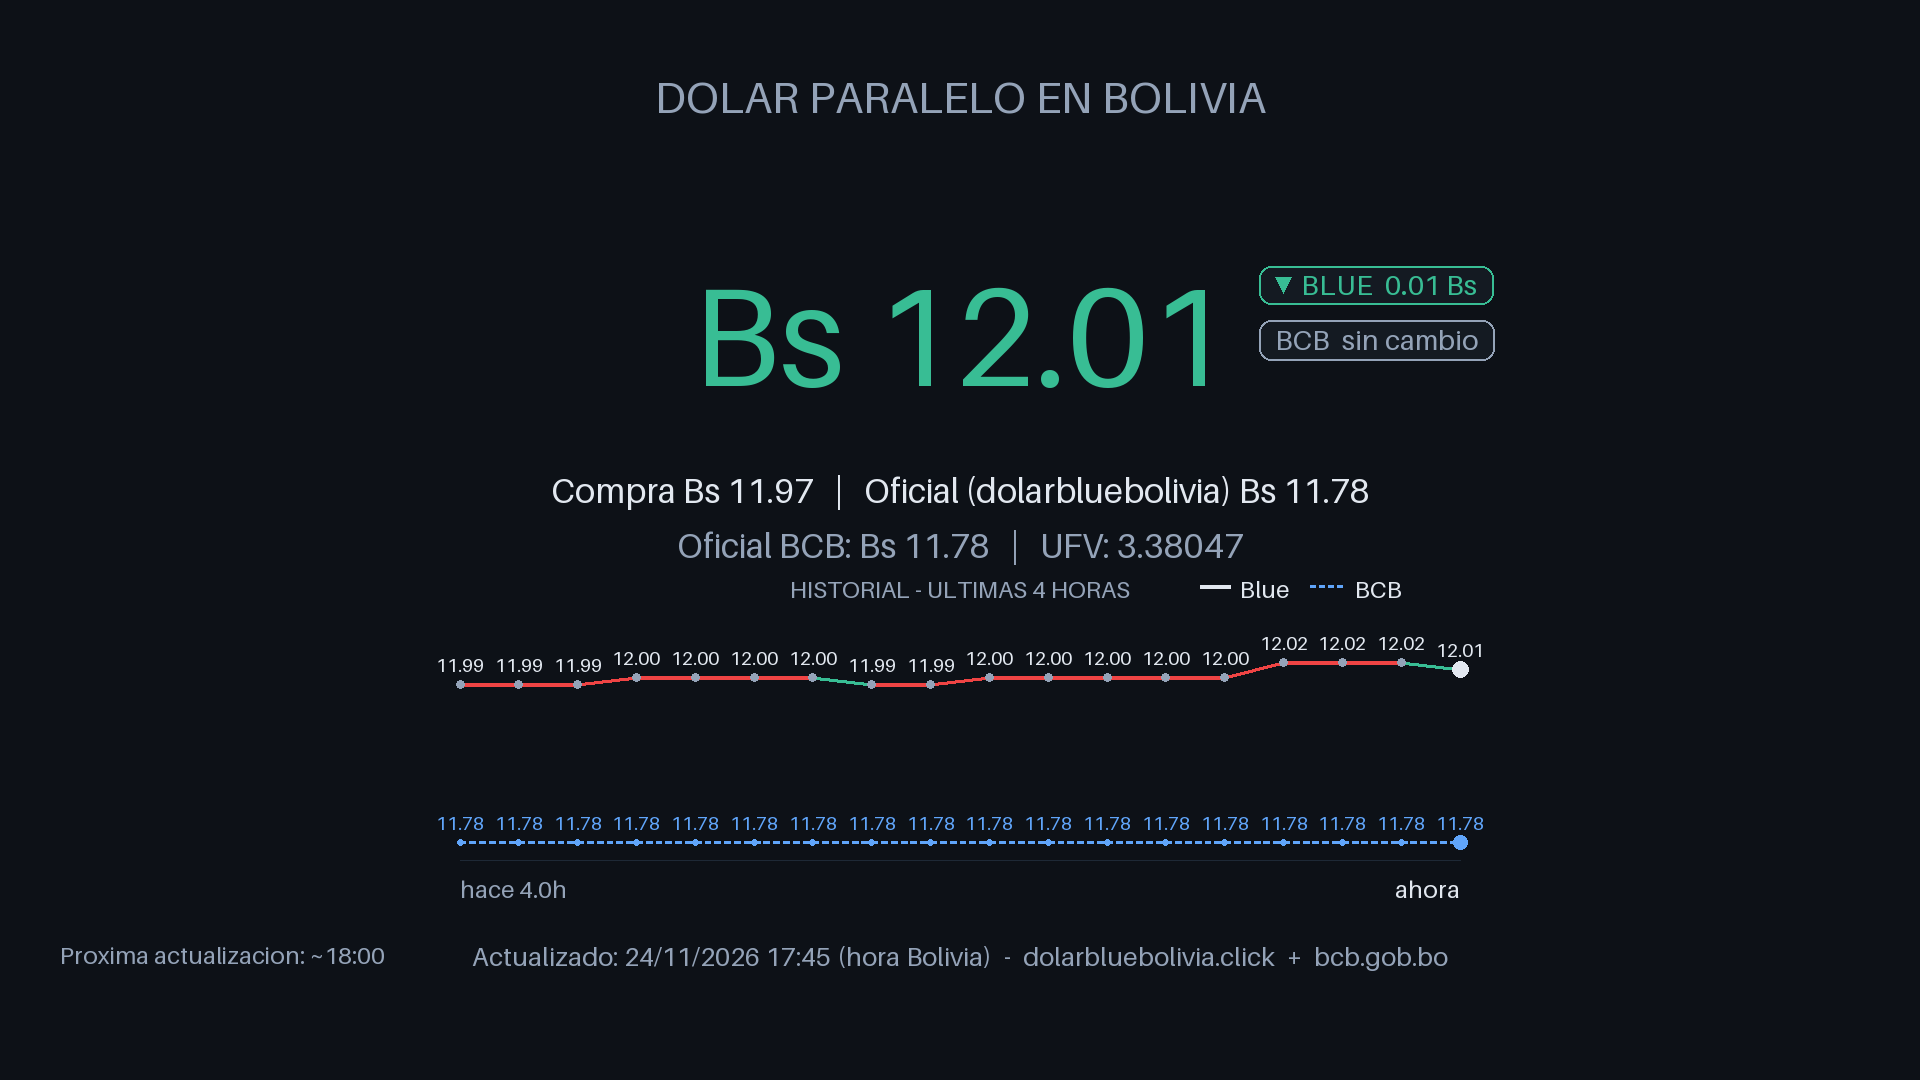 DOLAR PARALELO EN BOLIVIA
Bs 12.01
▼ BLUE 0.01 Bs
BCB sin cambio
Compra Bs 11.97 | Oficial (dolarbluebolivia) Bs 11.78
Oficial BCB: Bs 11.78 | UFV: 3.38047
HISTORIAL - ULTIMAS 4 HORAS
Blue BCB
11.99 11.99 11.99 12.00 12.00 12.00 12.00 11.99 11.99 12.00 12.00 12.00 12.00 12.00 12.02 12.02 12.02 12.01
11.78 11.78 11.78 11.78 11.78 11.78 11.78 11.78 11.78 11.78 11.78 11.78 11.78 11.78 11.78 11.78 11.78 11.78
hace 4.0h ahora
Proxima actualizacion: ~18:00
Actualizado: 24/11/2026 17:45 (hora Bolivia) - dolarbluebolivia.click + bcb.gob.bo